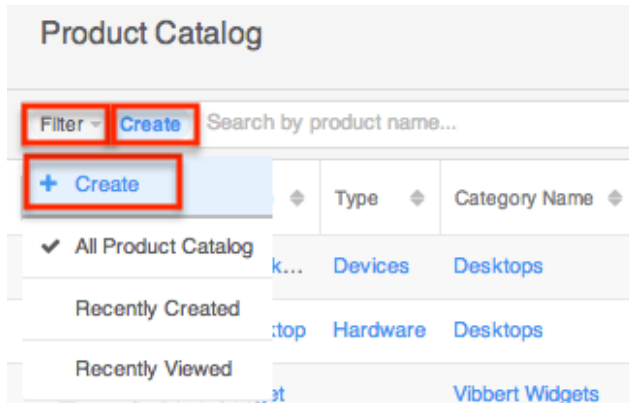 Product Catalog
Filter Create Search by product name...
+ Create
Type Category Name
✔ All Product Catalog
k... Devices Desktops
Recently Created
ktop Hardware Desktops
Recently Viewed
Vibbert Widgets